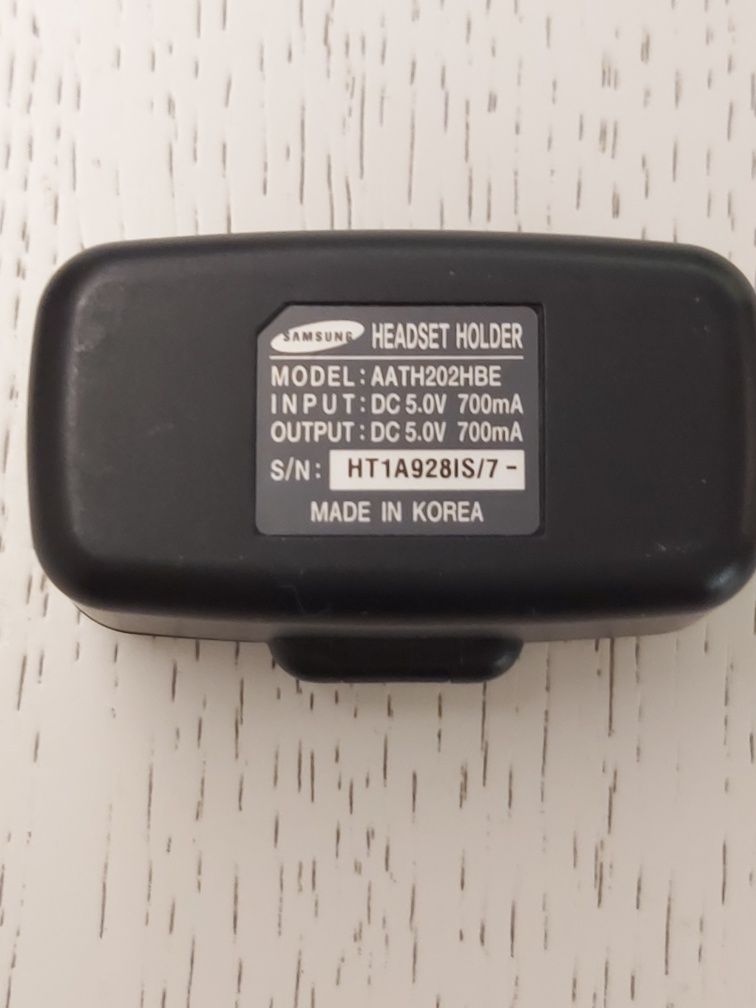 SAMSUNG HEADSET HOLDER
MODEL: AATH202HBE
INPUT: DC 5.0V 700mA
OUTPUT: DC 5.0V 700mA
S/N: HT1A928IS/7-
MADE IN KOREA